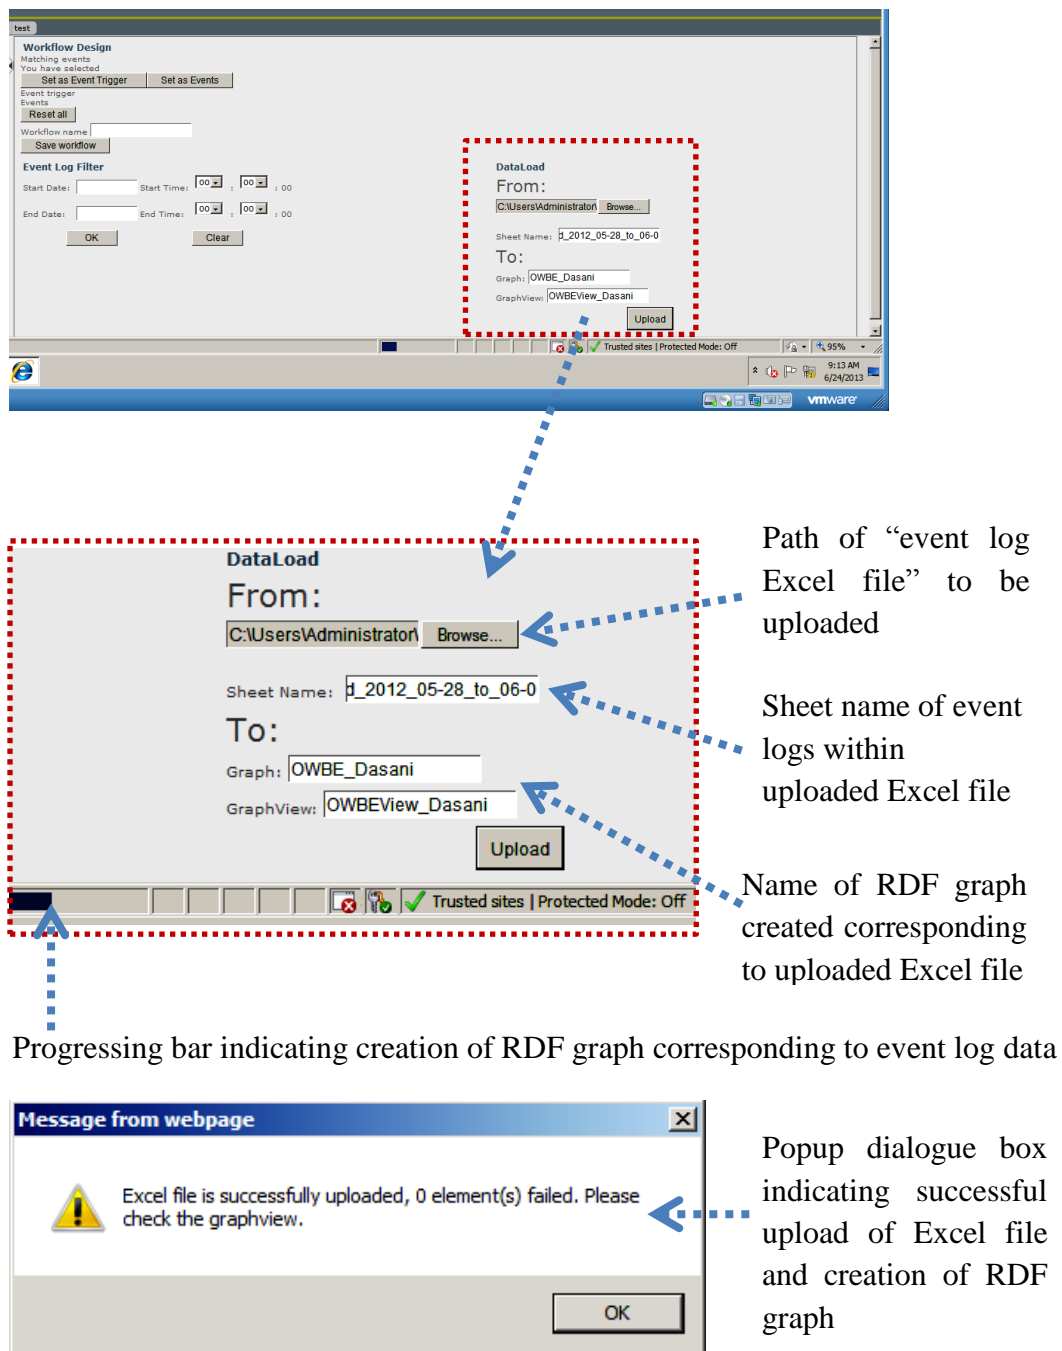 test
Workflow Design
Matching events
You have selected
Set as Event Trigger Set as Events
Event trigger
Events
Reset all
Workflow name
Save workflow
Event Log Filter
Start Date: Start Time: 00 : 00 : 00
End Date: End Time: 00 : 00 : 00
OK Clear
DataLoad
From:
C:\Users\Administrator\ Browse...
Sheet Name: d_2012_05-28_to_06-0
To:
Graph: OWBE_Dasani
GraphView: OWBEView_Dasani
Upload
Trusted sites | Protected Mode: Off 95%
9:13 AM
6/24/2013
vmware
DataLoad
From:
C:\Users\Administrator\ Browse...
Sheet Name: d_2012_05-28_to_06-0
To:
Graph: OWBE_Dasani
GraphView: OWBEView_Dasani
Upload
Trusted sites | Protected Mode: Off
Path of “event log
Excel file” to be
uploaded
Sheet name of event
logs within
uploaded Excel file
Name of RDF graph
created corresponding
to uploaded Excel file
Progressing bar indicating creation of RDF graph corresponding to event log data
Message from webpage
Excel file is successfully uploaded, 0 element(s) failed. Please
check the graphview.
OK
Popup dialogue box
indicating successful
upload of Excel file
and creation of RDF
graph